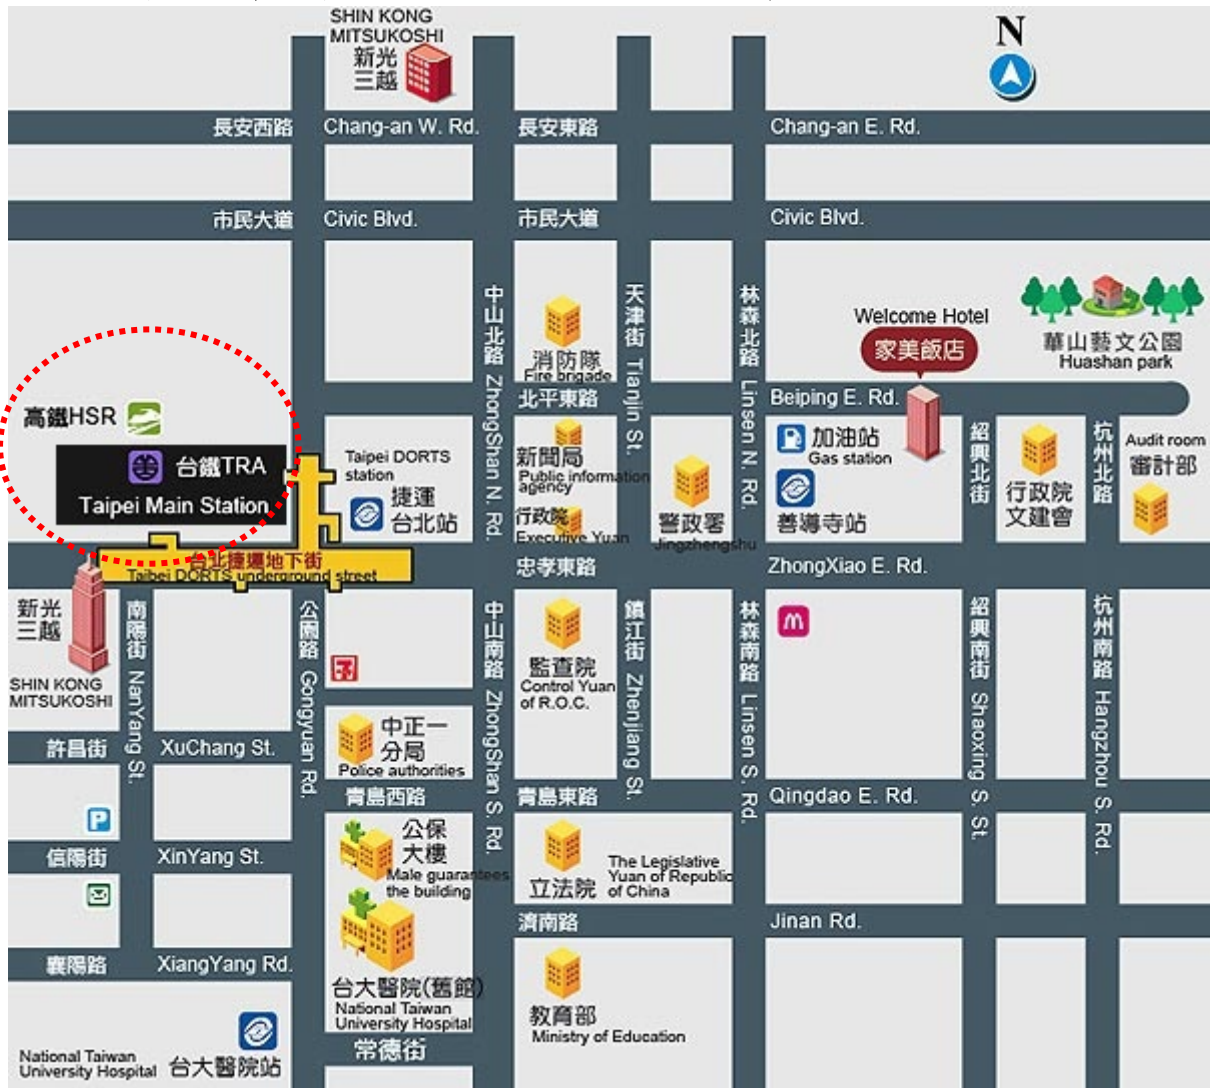 SHIN KONG
MITSUKOSHI
新光
三越
N
長安西路 Chang-an W. Rd. 長安東路 Chang-an E. Rd.
市民大道 Civic Blvd. 市民大道 Civic Blvd.
中山北路 ZhongShan N. Rd.
天津街 Tianjin St.
林森北路 Linsen N. Rd.
消防隊
Fire brigade
Welcome Hotel
家美飯店
華山藝文公園
Huashan park
北平東路 Beiping E. Rd.
高鐵HSR
台鐵TRA
Taipei Main Station
Taipei DORTS
station
捷運
台北站
新聞局
Public information
agency
行政院
Executive Yuan
警政署
Jingzhengshu
加油站
Gas station
善導寺站
紹興北街
行政院
文建會
杭州北路
Audit room
審計部
台北捷運地下街
Taibei DORTS underground street
忠孝東路 ZhongXiao E. Rd.
新光
三越
SHIN KONG
MITSUKOSHI
南陽街 NanYang St.
公園路 Gongyuan Rd.
中山南路 ZhongShan S. Rd.
監查院
Control Yuan
of R.O.C.
鎮江街 Zhenjiang St.
林森南路 Linsen S. Rd.
紹興南街 Shaoxing S. St.
杭州南路 Hangzhou S. Rd.
許昌街 XuChang St.
中正一
分局
Police authorities
青島西路 青島東路 Qingdao E. Rd.
P
信陽街 XinYang St.
公保
大樓
Male guarantees
the building
立法院
The Legislative
Yuan of Republic
of China
濟南路 Jinan Rd.
襄陽路 XiangYang Rd.
台大醫院(舊館)
National Taiwan
University Hospital
教育部
Ministry of Education
常德街
National Taiwan
University Hospital
台大醫院站